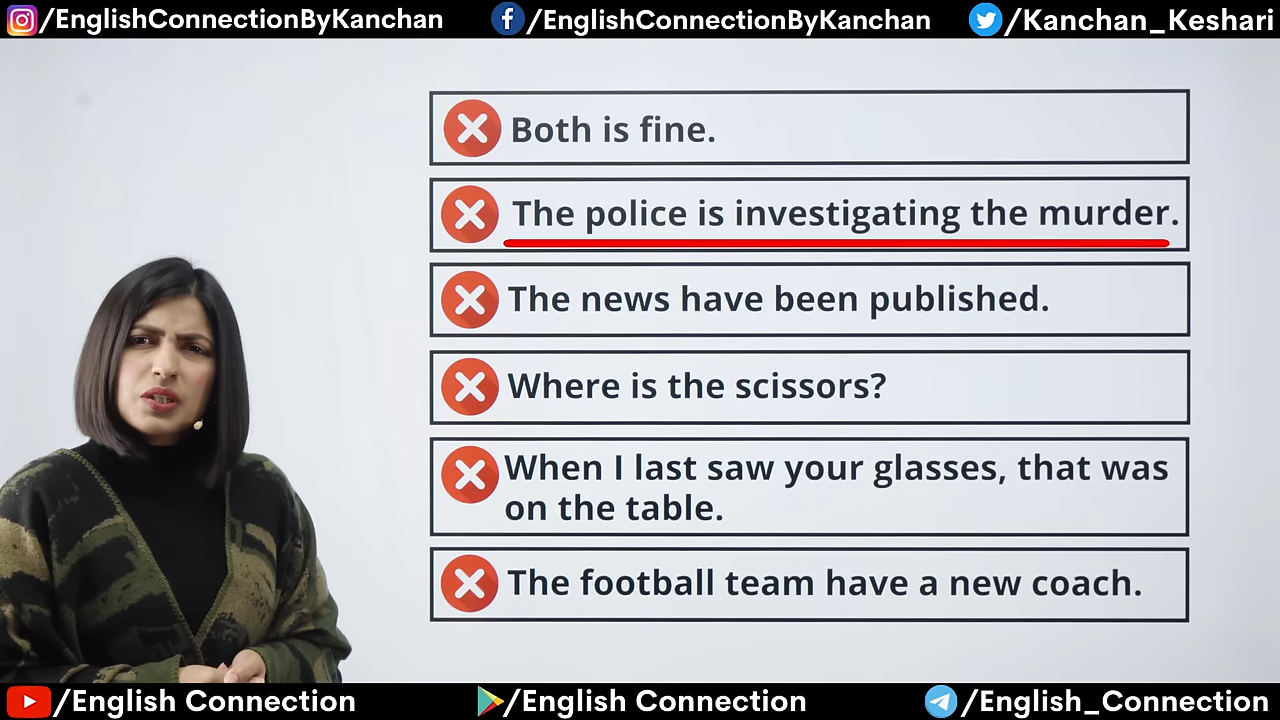 /EnglishConnectionByKanchan
/EnglishConnectionByKanchan
/Kanchan_Keshari
Both is fine.
The police is investigating the murder.
The news have been published.
Where is the scissors?
When I last saw your glasses, that was
on the table.
The football team have a new coach.
/English Connection
/English Connection
/English_Connection